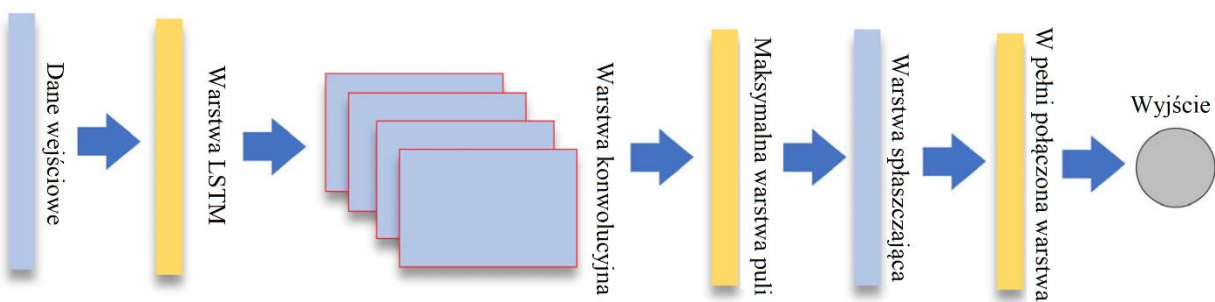 Dane wejściowe
Warstwa LSTM
Warstwa konwolucyjna
Maksymalna warstwa puli
Warstwa spłaszczająca
W pełni połączona warstwa
Wyjście